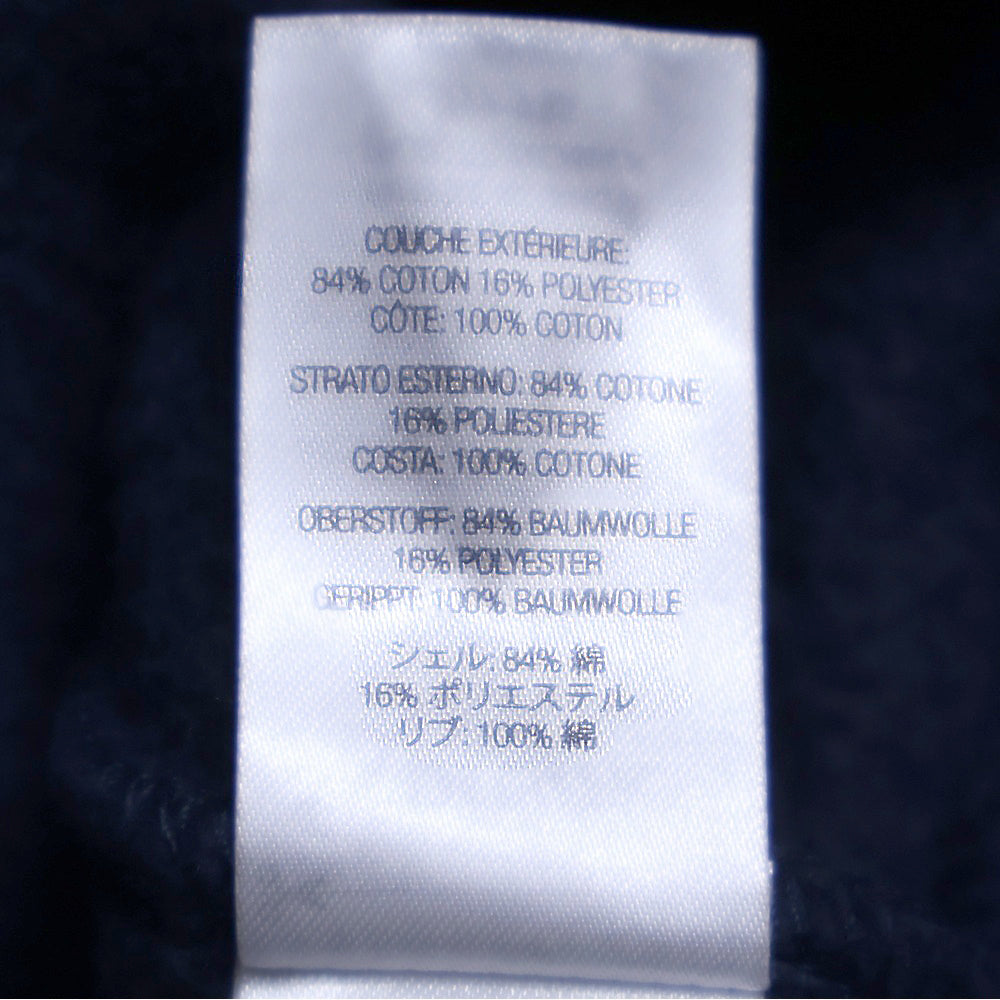 COUCHE EXTÉRIEURE:
84% COTON 16% POLYESTER
CÔTE: 100% COTON
STRATO ESTERNO: 84% COTONE
16% POLIESTERE
COSTA: 100% COTONE
OBERSTOFF: 84% BAUMWOLLE
16% POLYESTER
GERIPPT: 100% BAUMWOLLE
シェル: 84% 綿
16% ポリエステル
リブ: 100% 綿